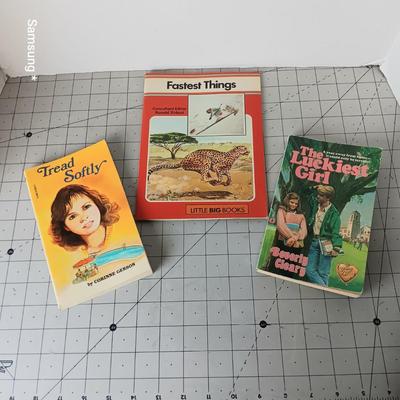 Samsung*
Fastest Things
LITTLE BIG BOOKS
Tread
Softly
by CORINNE GERSON
The
Luckiest
Girl
Beverly
Cleary